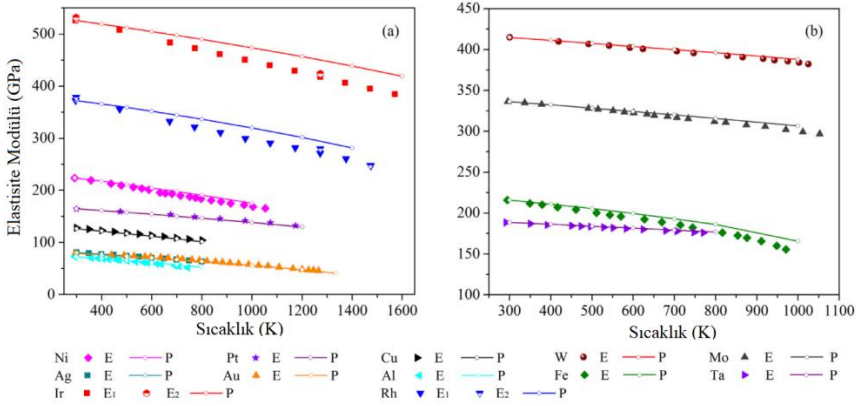 (a)
(b)
Elastisite Modülü (GPa)
500
400
300
200
100
0
400 600 800 1000 1200 1400 1600
Sıcaklık (K)
450
400
350
300
250
200
150
100
300 400 500 600 700 800 900 1000 1100
Sıcaklık (K)
Ni E P Pt E P Cu E P W E P Mo E P
Ag E P Au E P Al E P Fe E P Ta E P
Ir E1 E2 P Rh E1 E2 P